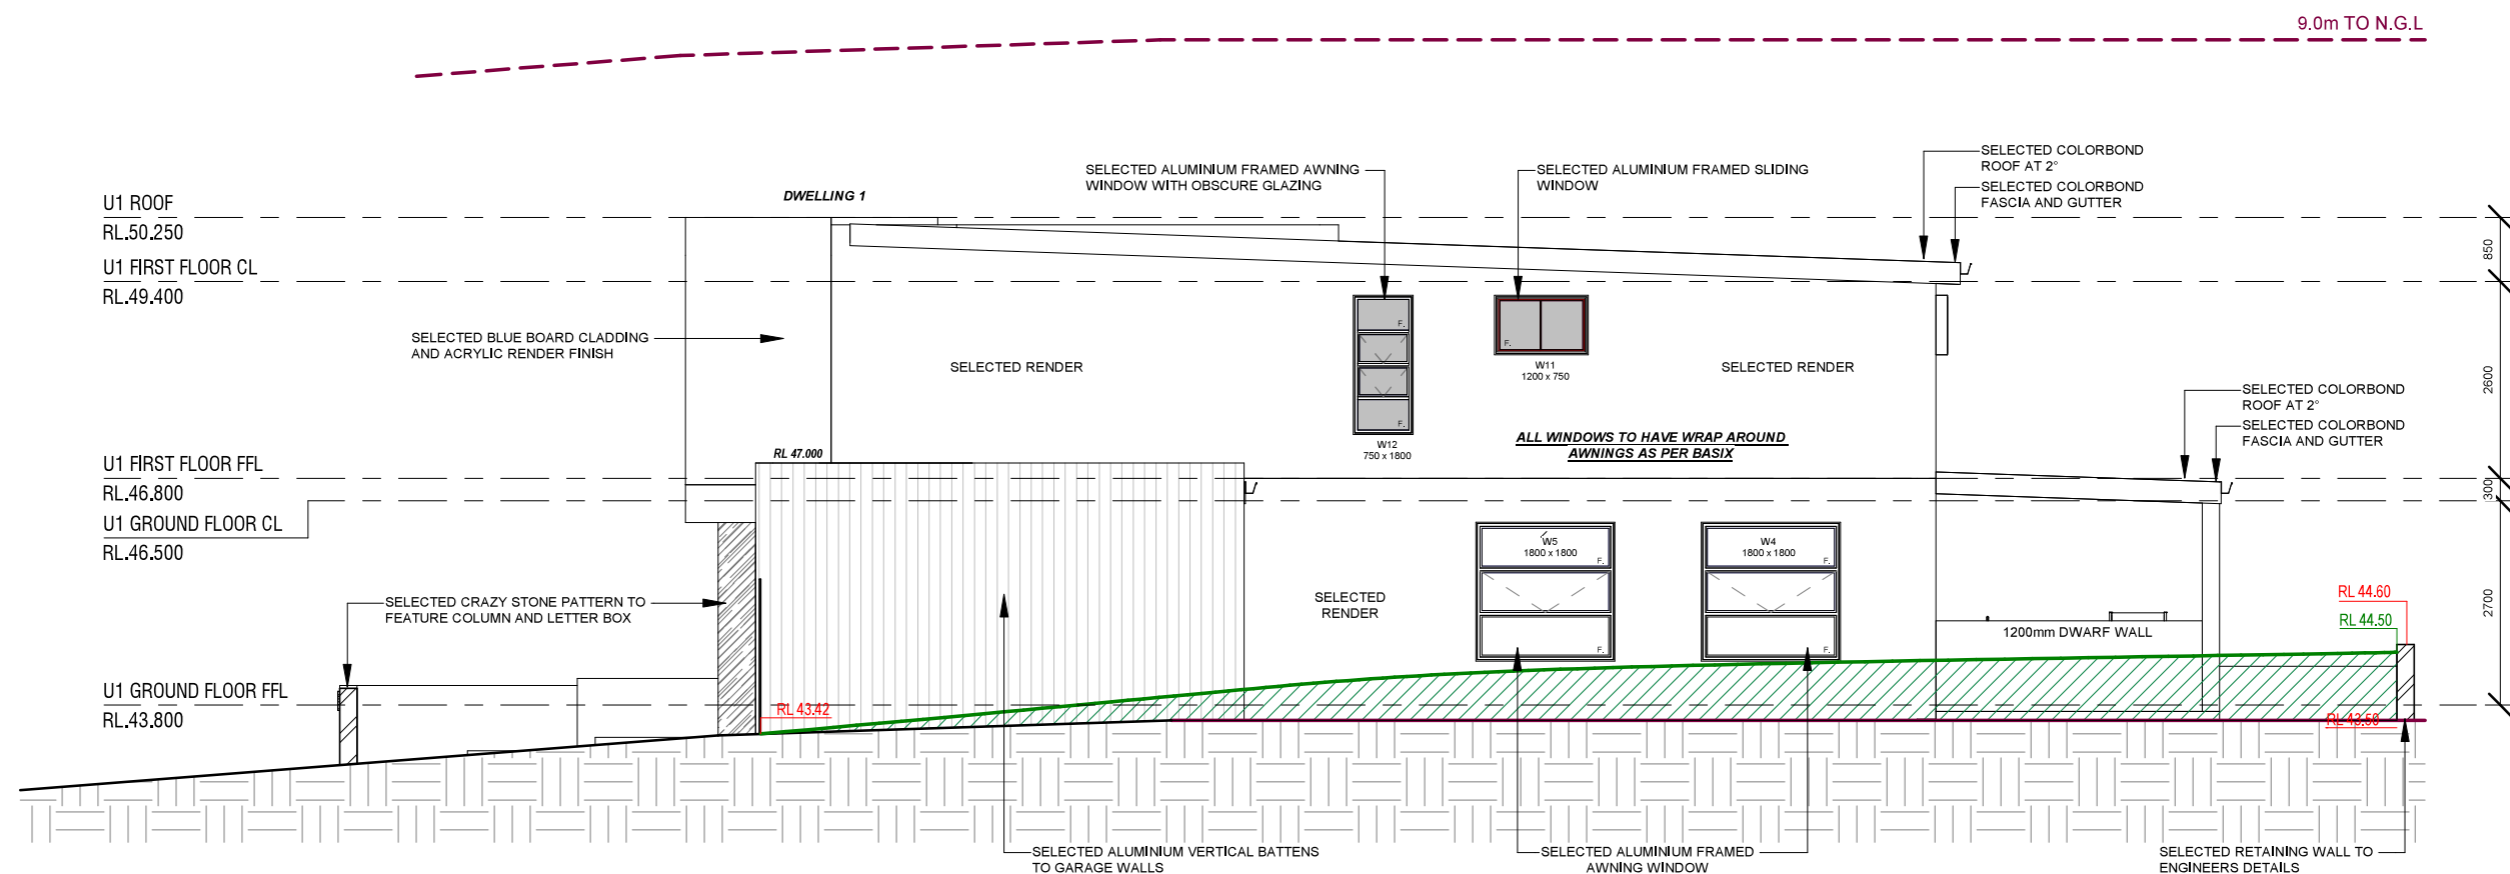 9.0m TO N.G.L
SELECTED COLORBOND
ROOF AT 2°
SELECTED COLORBOND
FASCIA AND GUTTER
SELECTED ALUMINIUM FRAMED AWNING
WINDOW WITH OBSCURE GLAZING
SELECTED ALUMINIUM FRAMED SLIDING
WINDOW
DWELLING 1
U1 ROOF
RL.50.250
850
U1 FIRST FLOOR CL
RL.49.400
SELECTED BLUE BOARD CLADDING
AND ACRYLIC RENDER FINISH
SELECTED RENDER
F.
F.
W12
750 x 1800
F.
W11
1200 x 750
SELECTED RENDER
2600
SELECTED COLORBOND
ROOF AT 2°
SELECTED COLORBOND
FASCIA AND GUTTER
ALL WINDOWS TO HAVE WRAP AROUND
AWNINGS AS PER BASIX
RL 47.000
U1 FIRST FLOOR FFL
RL.46.800
300
U1 GROUND FLOOR CL
RL.46.500
W5
1800 x 1800
F.
F.
W4
1800 x 1800
F.
F.
SELECTED CRAZY STONE PATTERN TO
FEATURE COLUMN AND LETTER BOX
SELECTED
RENDER
2700
RL 44.60
RL 44.50
1200mm DWARF WALL
U1 GROUND FLOOR FFL
RL.43.800
RL 43.42
RL 43.50
SELECTED ALUMINIUM VERTICAL BATTENS
TO GARAGE WALLS
SELECTED ALUMINIUM FRAMED
AWNING WINDOW
SELECTED RETAINING WALL TO
ENGINEERS DETAILS